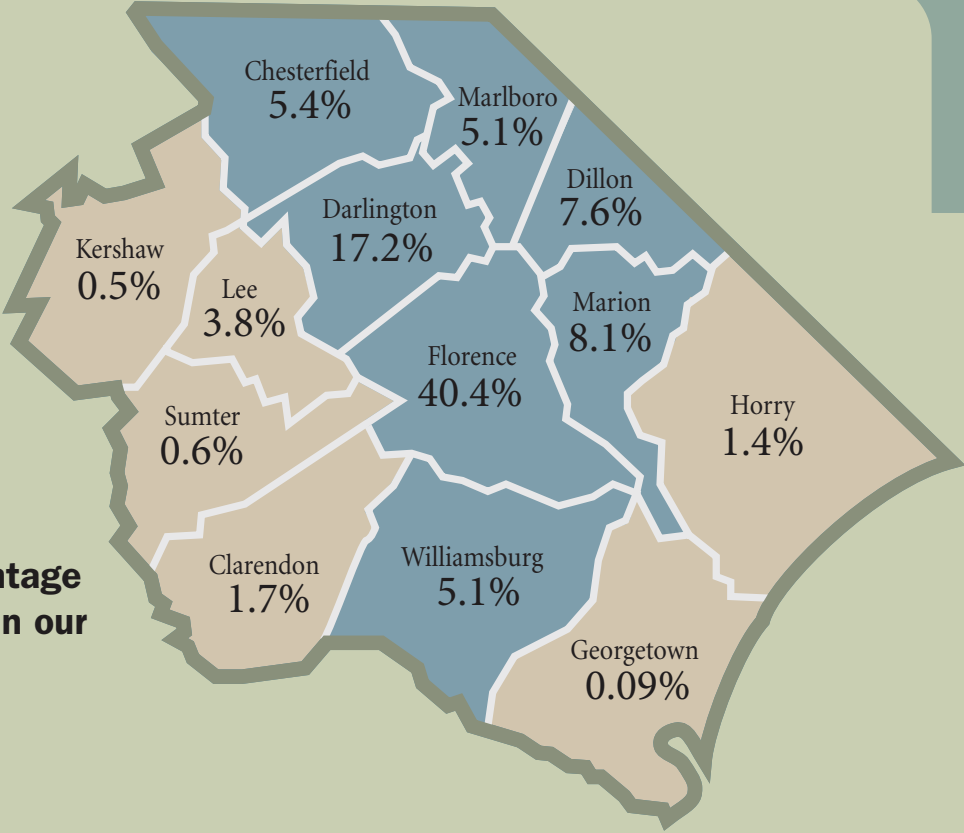 Chesterfield
5.4%
Marlboro
5.1%
Dillon
7.6%
Darlington
17.2%
Kershaw
0.5%
Lee
3.8%
Marion
8.1%
Florence
40.4%
Horry
1.4%
Sumter
0.6%
Clarendon
1.7%
Williamsburg
5.1%
Georgetown
0.09%
ntage
n our